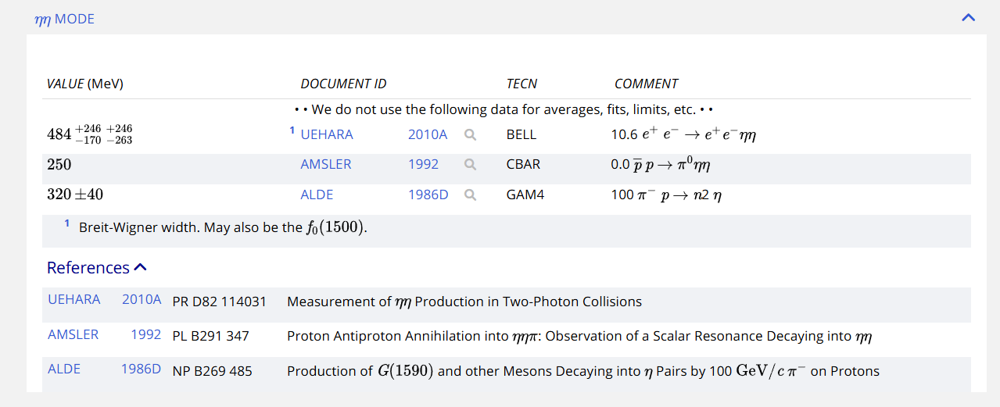 ηη MODE
VALUE (MeV) DOCUMENT ID TECN COMMENT
• • We do not use the following data for averages, fits, limits, etc. • •
484 +246 +246 −170 −263 1 UEHARA 2010A BELL 10.6 e+ e− → e+ e− ηη
250 AMSLER 1992 CBAR 0.0 p̅ p → π0 ηη
320 ±40 ALDE 1986D GAM4 100 π− p → n2 η
1 Breit-Wigner width. May also be the f0(1500).
References
UEHARA 2010A PR D82 114031 Measurement of ηη Production in Two-Photon Collisions
AMSLER 1992 PL B291 347 Proton Antiproton Annihilation into ηηπ: Observation of a Scalar Resonance Decaying into ηη
ALDE 1986D NP B269 485 Production of G(1590) and other Mesons Decaying into η Pairs by 100 GeV/c π− on Protons